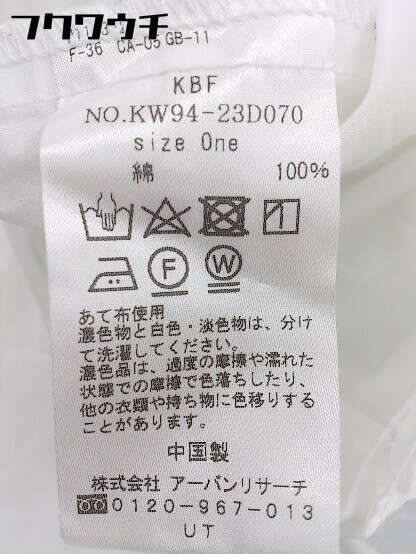 フクワウチ
F-36 CA-05 GB-11
KBF
NO.KW94-23D070
size One
綿 100%
F W
あて布使用
濃色物と白色・淡色物は、分け
て洗濯してください。
濃色品は、過度の摩擦や濡れた
状態での摩擦で色落ちしたり、
他の衣類や持ち物に色移りする
ことがあります。
中国製
株式会社 アーバンリサーチ
0120-967-013
UT